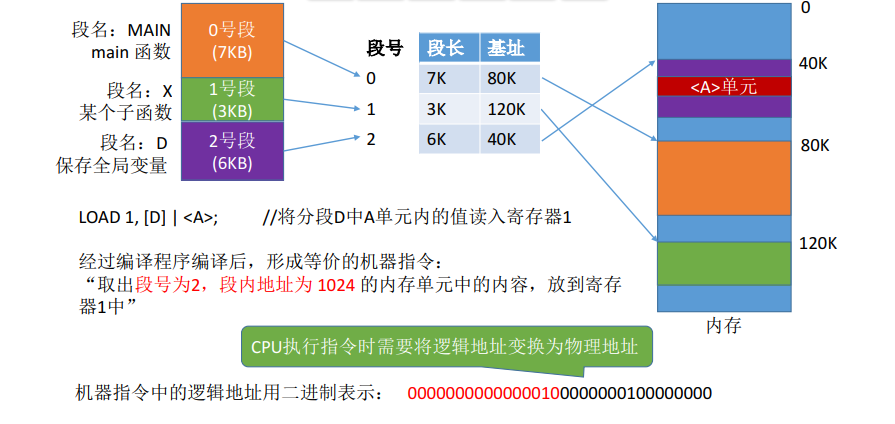 段名：MAIN
main 函数
0号段
(7KB)
段名：X
某个子函数
1号段
(3KB)
段名：D
保存全局变量
2号段
(6KB)
段号 段长 基址
0 7K 80K
1 3K 120K
2 6K 40K
0
40K
<A>单元
80K
120K
内存
LOAD 1, [D] | <A>; //将分段D中A单元内的值读入寄存器1
经过编译程序编译后，形成等价的机器指令：
“取出段号为2，段内地址为 1024 的内存单元中的内容，放到寄存
器1中”
CPU执行指令时需要将逻辑地址变换为物理地址
机器指令中的逻辑地址用二进制表示： 00000000000000100000000100000000